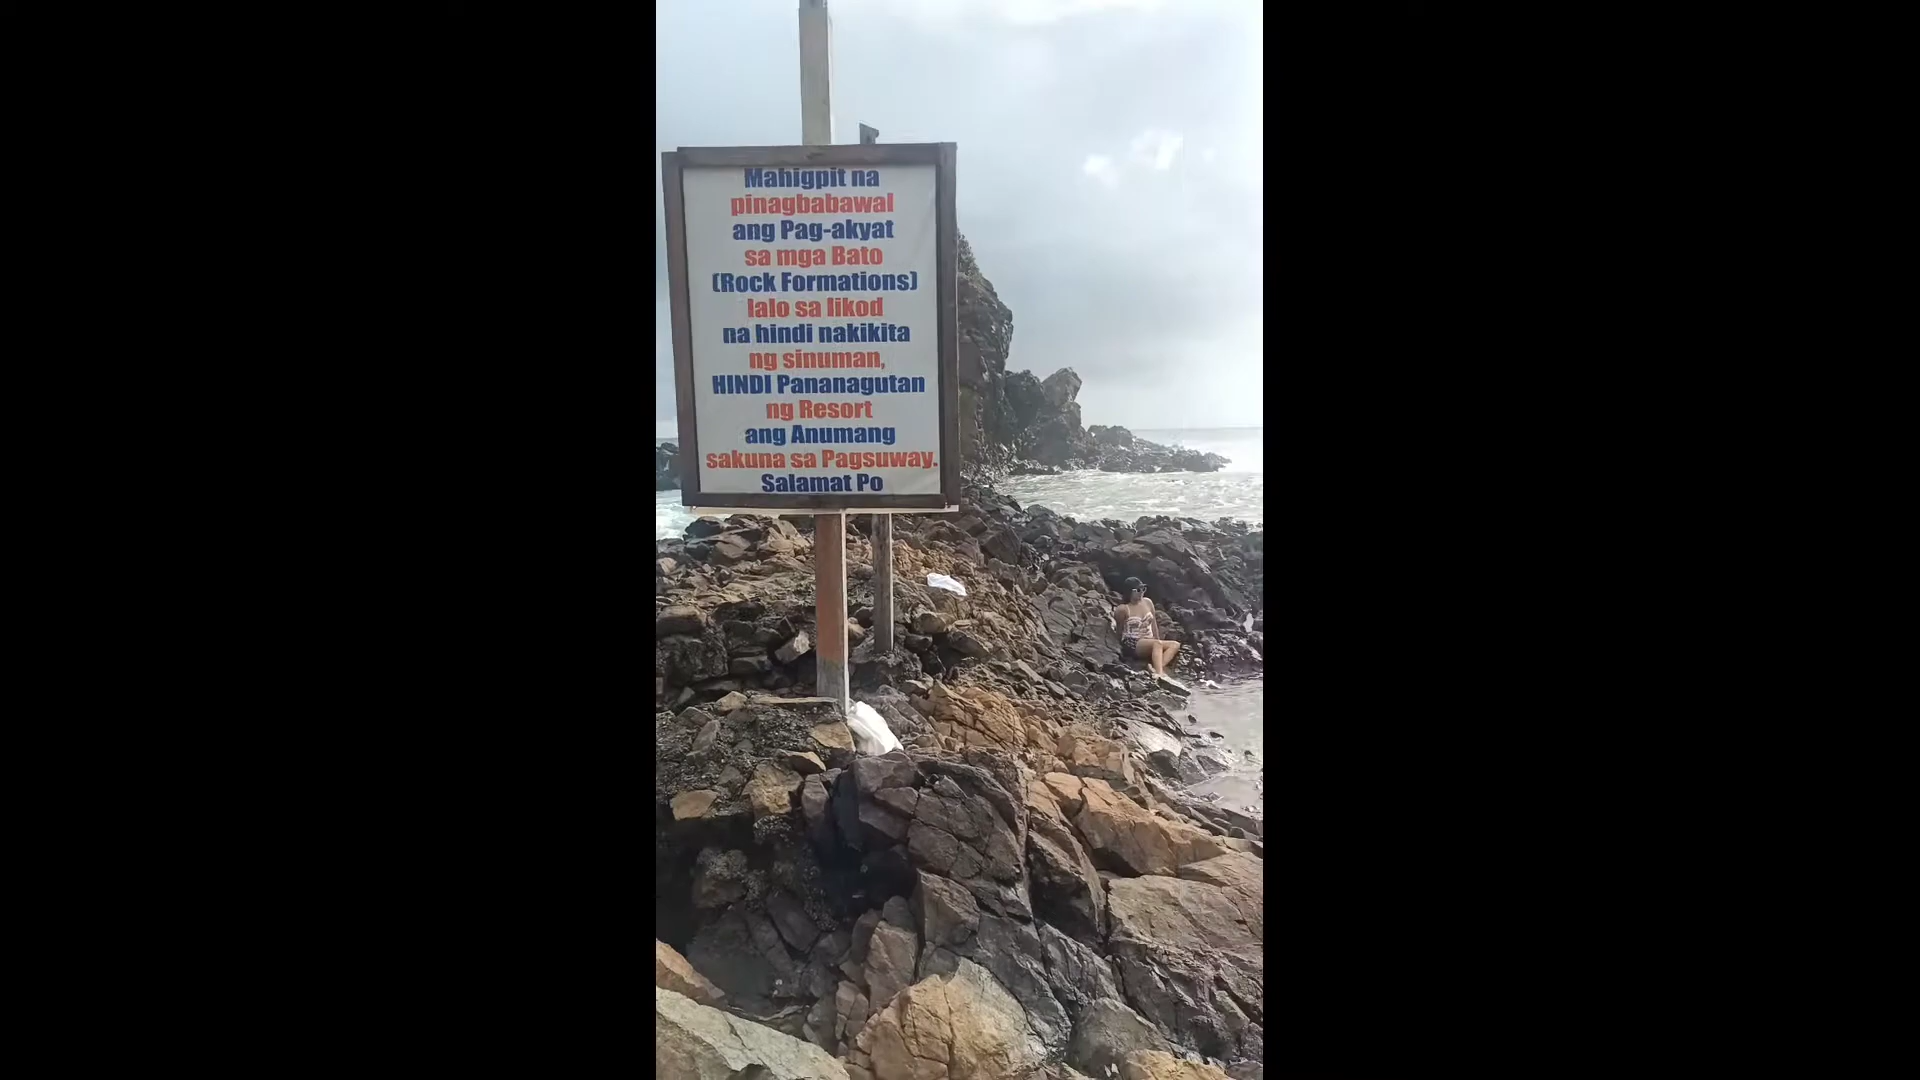 Mahigpit na
pinagbabawal
ang Pag-akyat
sa mga Bato
(Rock Formations)
lalo sa likod
na hindi nakikita
ng sinuman,
HINDI Pananagutan
ng Resort
ang Anumang
sakuna sa Pagsuway.
Salamat Po